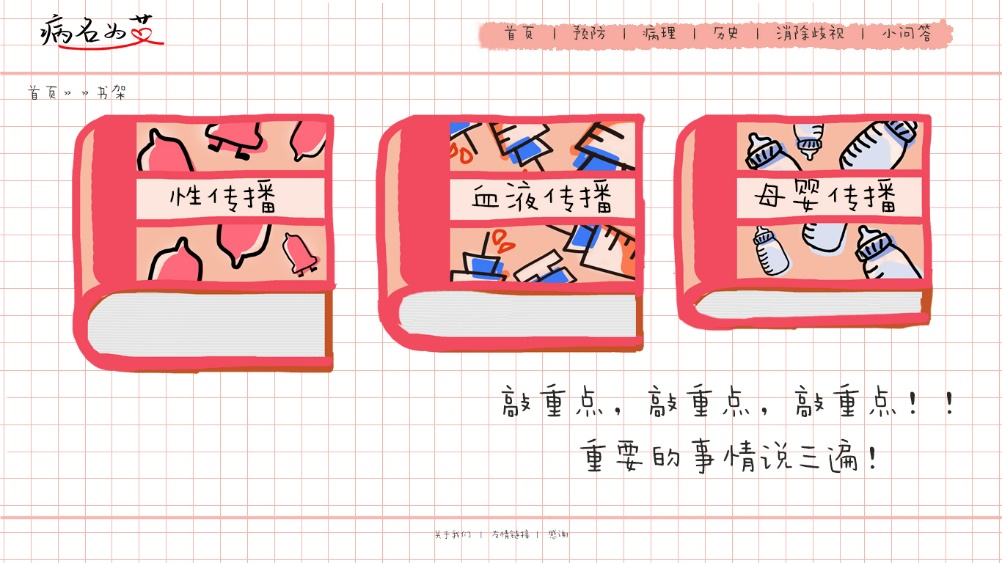 病名为艾
首页 | 预防 | 病理 | 历史 | 消除歧视 | 小问答
首页»»书架
性传播
血液传播
母婴传播
敲重点，敲重点，敲重点！！
重要的事情说三遍！
关于我们 | 友情链接 | 感谢